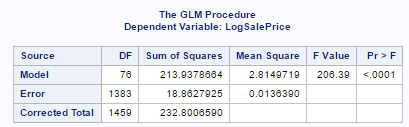 The GLM Procedure
Dependent Variable: LogSalePrice
Source DF Sum of Squares Mean Square F Value Pr > F
Model 76 213.9378664 2.8149719 206.39 <.0001
Error 1383 18.8627925 0.0136390
Corrected Total 1459 232.8006590